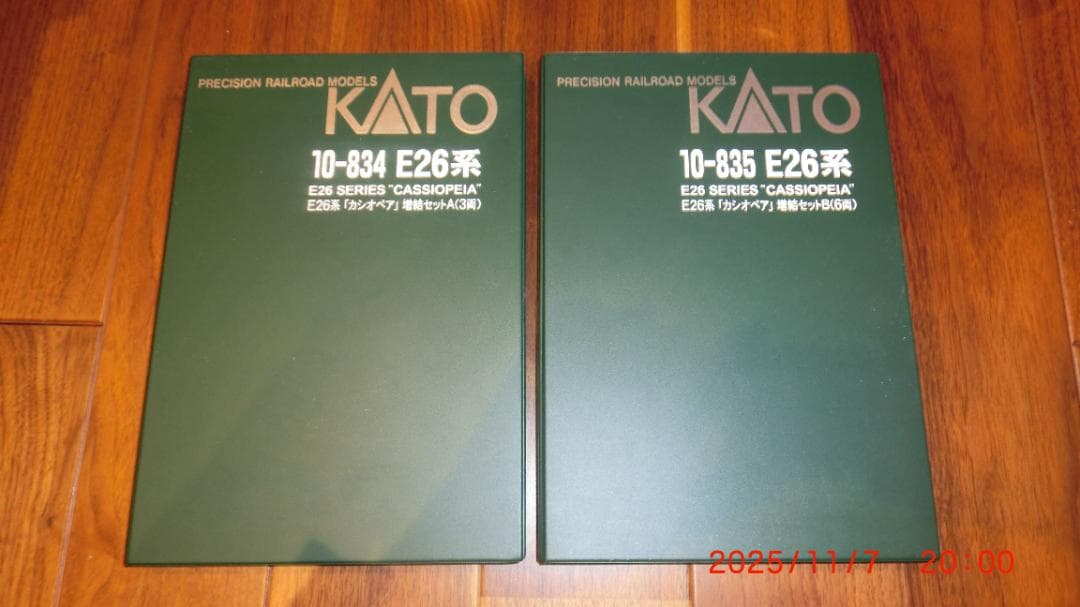 PRECISION RAILROAD MODELS
KATO
10-834 E26系
E26 SERIES "CASSIOPEIA"
E26系「カシオペア」増結セットA(3両)
PRECISION RAILROAD MODELS
KATO
10-835 E26系
E26 SERIES "CASSIOPEIA"
E26系「カシオペア」増結セットB(6両)
2025/11/7 20:00